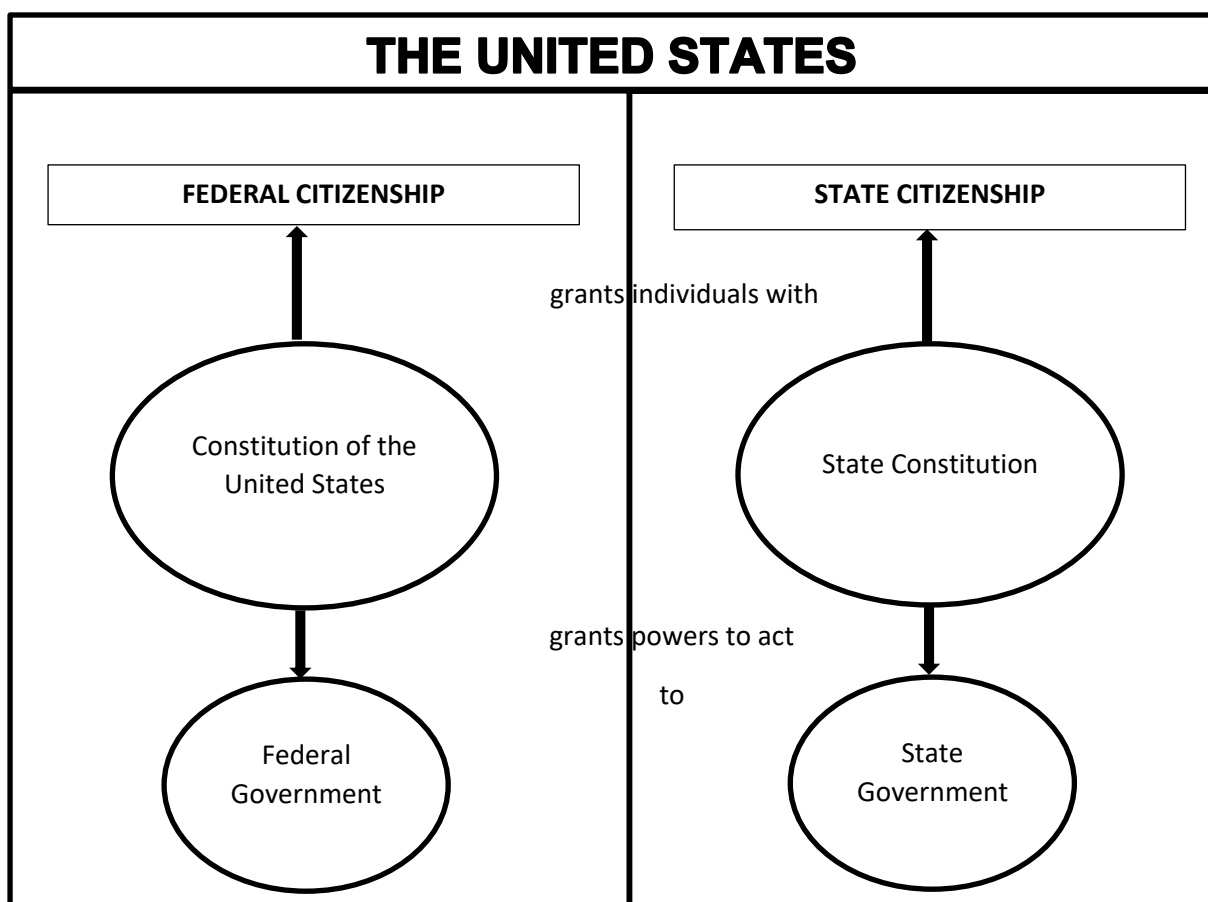 THE UNITED STATES
FEDERAL CITIZENSHIP
STATE CITIZENSHIP
grants individuals with
Constitution of the
United States
State Constitution
grants powers to act
to
Federal
Government
State
Government